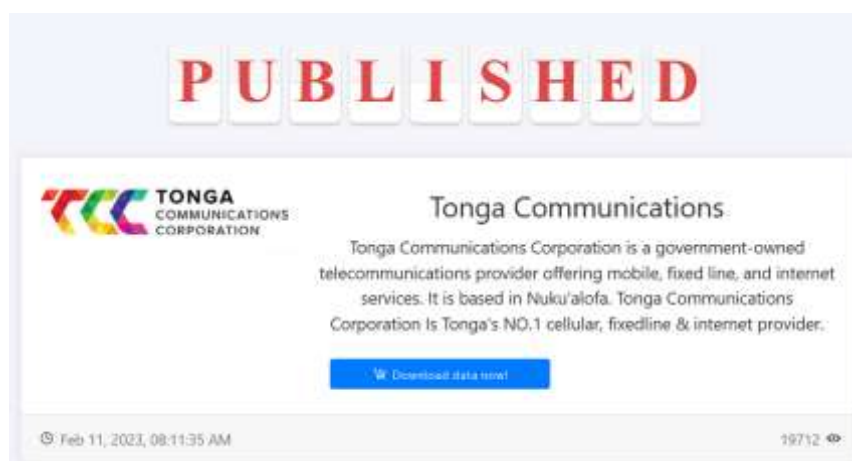 PUBLISHED
TCC TONGA
COMMUNICATIONS
CORPORATION
Tonga Communications
Tonga Communications Corporation is a government-owned
telecommunications provider offering mobile, fixed line, and internet
services. It is based in Nuku'alofa. Tonga Communications
Corporation Is Tonga's NO.1 cellular, fixedline & internet provider.
Download data now!
Feb 11, 2023, 08:11:35 AM
19712